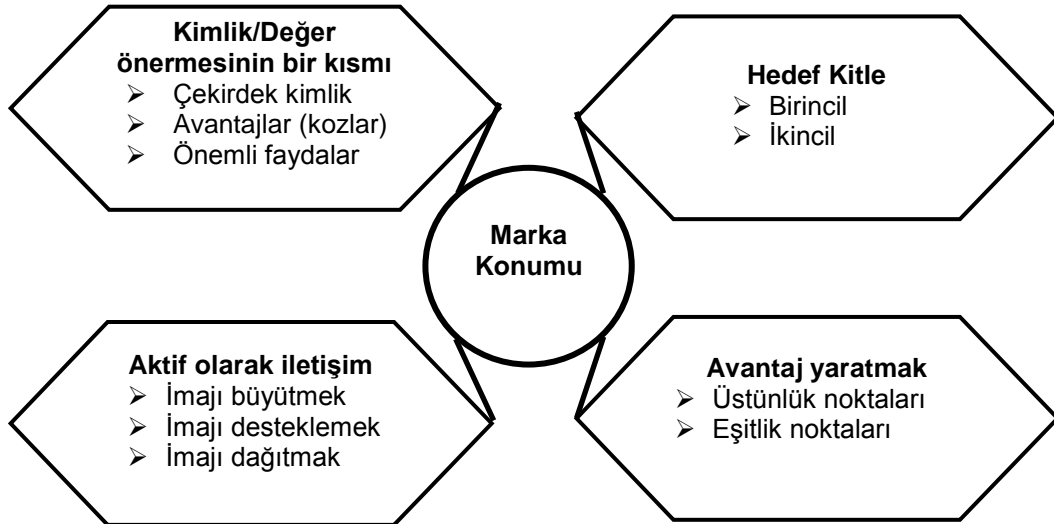 Kimlik/Değer
önermesinin bir kısmı
➢ Çekirdek kimlik
➢ Avantajlar (kozlar)
➢ Önemli faydalar
Hedef Kitle
➢ Birincil
➢ İkincil
Marka
Konumu
Aktif olarak iletişim
➢ İmajı büyütmek
➢ İmajı desteklemek
➢ İmajı dağıtmak
Avantaj yaratmak
➢ Üstünlük noktaları
➢ Eşitlik noktaları